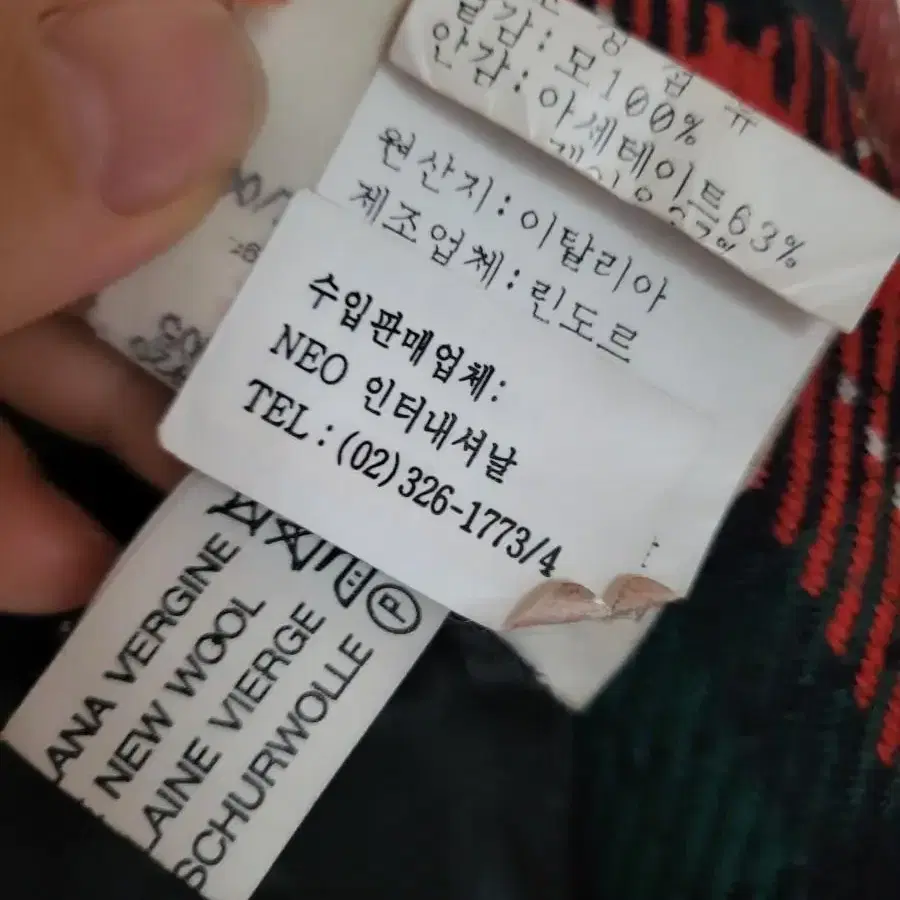 겉감: 모100%
안감: 아세테이트63%
원산지: 이탈리아
제조업체: 린도르
수입판매업체:
NEO 인터내셔날
TEL: (02)326-1773/4
LANA VERGINE
NEW WOOL
LAINE VIERGE
SCHURWOLLE
P